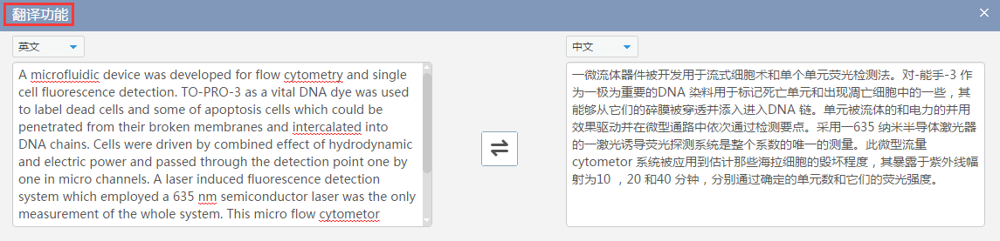 翻译功能
英文
中文
A microfluidic device was developed for flow cytometry and single
cell fluorescence detection. TO-PRO-3 as a vital DNA dye was used
to label dead cells and some of apoptosis cells which could be
penetrated from their broken membranes and intercalated into
DNA chains. Cells were driven by combined effect of hydrodynamic
and electric power and passed through the detection point one by
one in micro channels. A laser induced fluorescence detection
system which employed a 635 nm semiconductor laser was the only
measurement of the whole system. This micro flow cytometor
一微流体器件被开发用于流式细胞术和单个单元荧光检测法。对-能手-3 作
为一极为重要的DNA 染料用于标记死亡单元和出现凋亡细胞中的一些，其
能够从它们的碎膜被穿透并添入进入DNA 链。单元被流体的和电力的并用
效果驱动并在微型通路中依次通过检测要点。采用一635 纳米半导体激光器
的一激光诱导荧光探测系统是整个系数的唯一的测量。此微型流量
cytometor 系统被应用到估计那些海拉细胞的毁坏程度，其暴露于紫外线幅
射为10 ，20 和40 分钟，分别通过确定的单元数和它们的荧光强度。